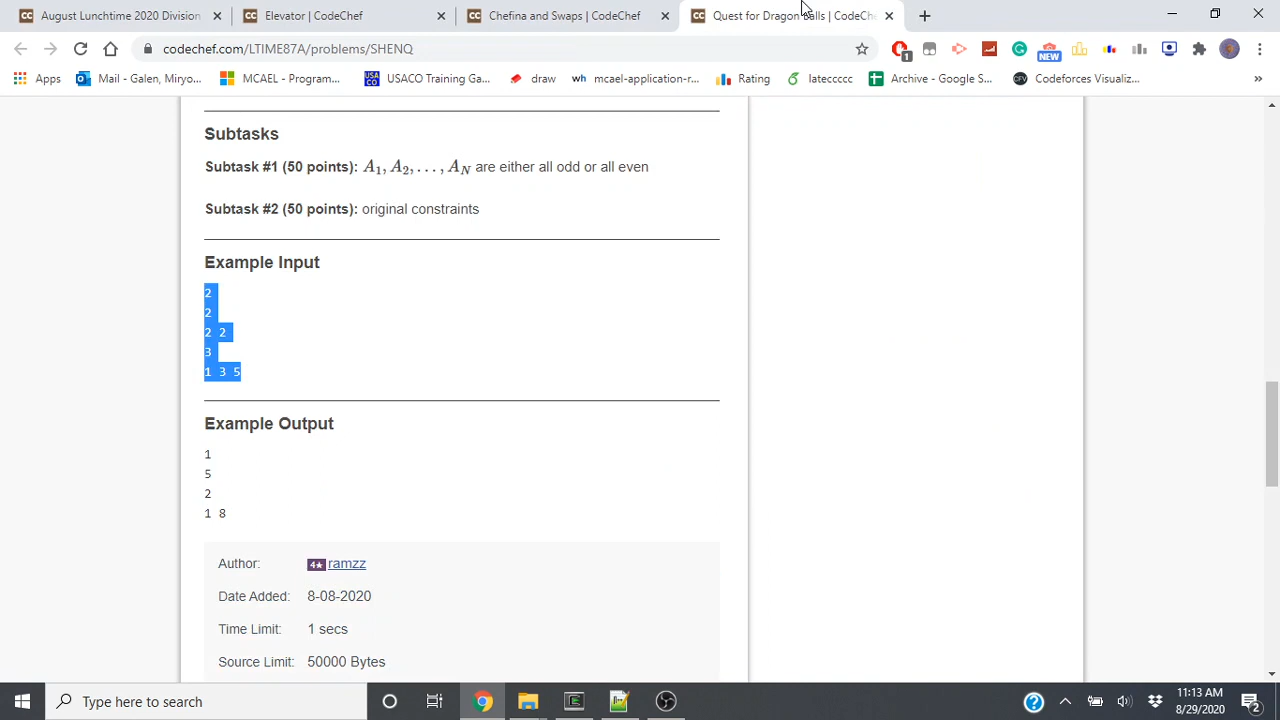 August Lunchtime 2020 Division
Elevator | CodeChef
Chefina and Swaps | CodeChef
Quest for Dragon Balls | CodeChe
codechef.com/LTIME87A/problems/SHENQ
1
NEW
Apps
Mail - Galen, Miryo...
MCAEL - Program...
USACO Training Ga...
draw
wh mcael-application-r...
Rating
lateccccc
Archive - Google S...
Codeforces Visualiz...
»
Subtasks
Subtask #1 (50 points): A1, A2, . . . , AN are either all odd or all even
Subtask #2 (50 points): original constraints
Example Input
2
2
2 2
3
1 3 5
Example Output
1
5
2
1 8
Author: 4★ ramzz
Date Added: 8-08-2020
Time Limit: 1 secs
Source Limit: 50000 Bytes
Type here to search
11:13 AM
8/29/2020
2